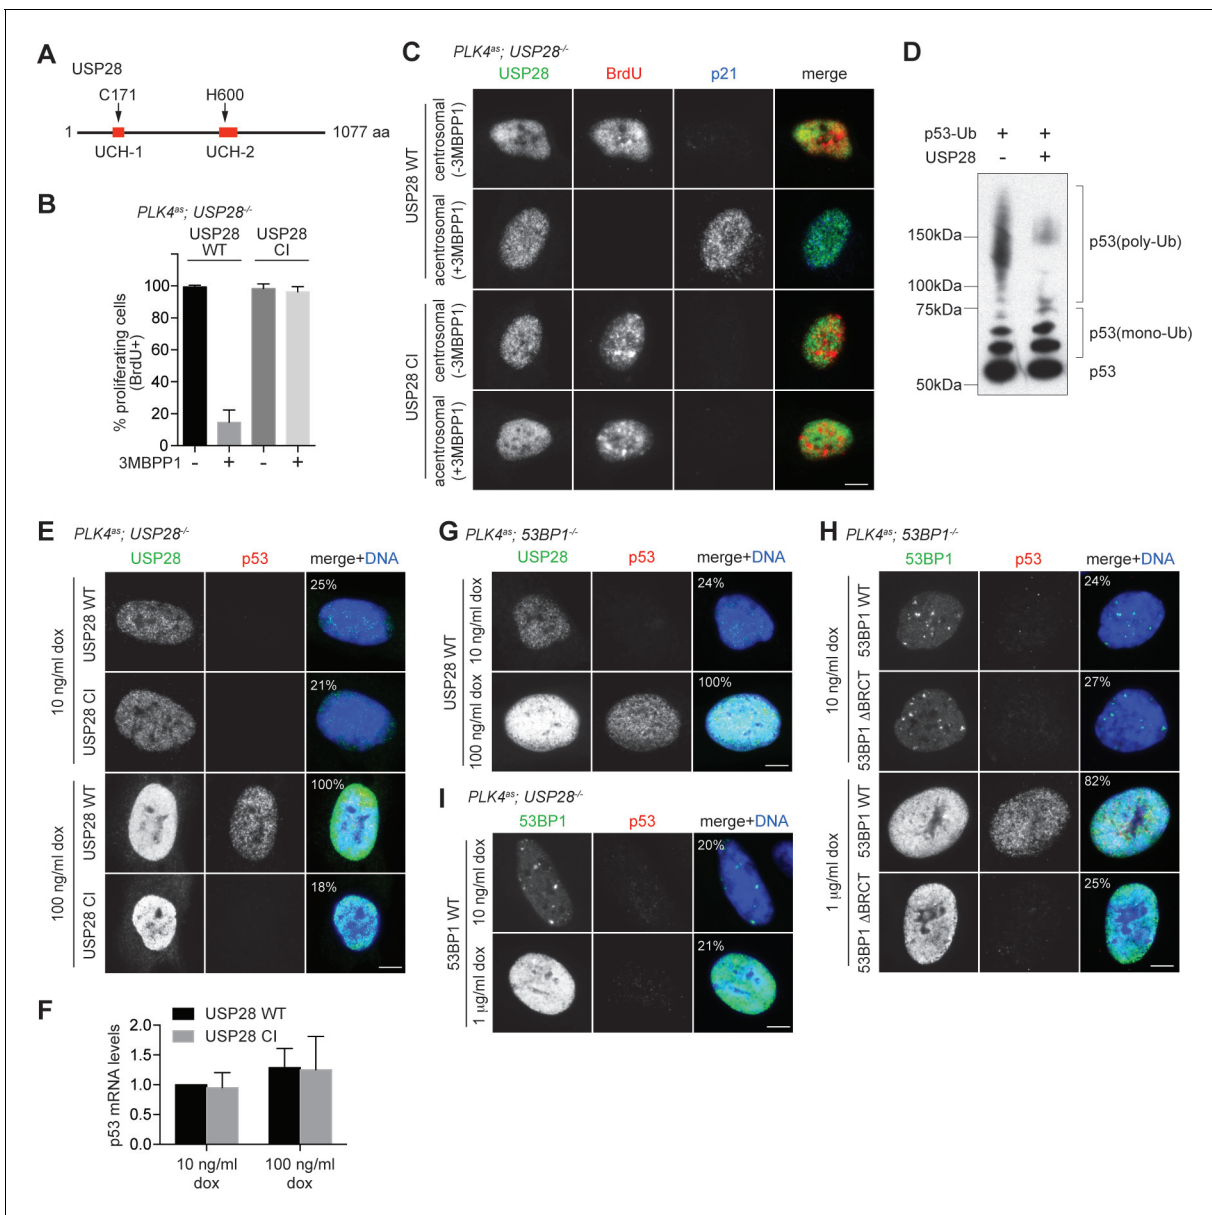 A
USP28
C171 H600
1 1077 aa
UCH-1 UCH-2
B
PLK4as; USP28-/-
USP28 WT USP28 CI
% proliferating cells (BrdU+)
100
80
60
40
20
0
3MBPP1 - + - +
C
PLK4as; USP28-/-
USP28 BrdU p21 merge
USP28 WT
centrosomal (-3MBPP1)
acentrosomal (+3MBPP1)
USP28 CI
centrosomal (-3MBPP1)
acentrosomal (+3MBPP1)
D
p53-Ub + +
USP28 - +
150kDa
100kDa
75kDa
50kDa
p53(poly-Ub)
p53(mono-Ub)
p53
E
PLK4as; USP28-/-
USP28 p53 merge+DNA
10 ng/ml dox
USP28 WT 25%
USP28 CI 21%
100 ng/ml dox
USP28 WT 100%
USP28 CI 18%
F
USP28 WT
USP28 CI
p53 mRNA levels
2.0
1.5
1.0
0.5
0.0
10 ng/ml dox
100 ng/ml dox
G
PLK4as; 53BP1-/-
USP28 p53 merge+DNA
USP28 WT
10 ng/ml dox 24%
100 ng/ml dox 100%
H
PLK4as; 53BP1-/-
53BP1 p53 merge+DNA
10 ng/ml dox
53BP1 WT 24%
53BP1 ΔBRCT 27%
1 μg/ml dox
53BP1 WT 82%
53BP1 ΔBRCT 25%
I
PLK4as; USP28-/-
53BP1 p53 merge+DNA
53BP1 WT
10 ng/ml dox 20%
1 μg/ml dox 21%